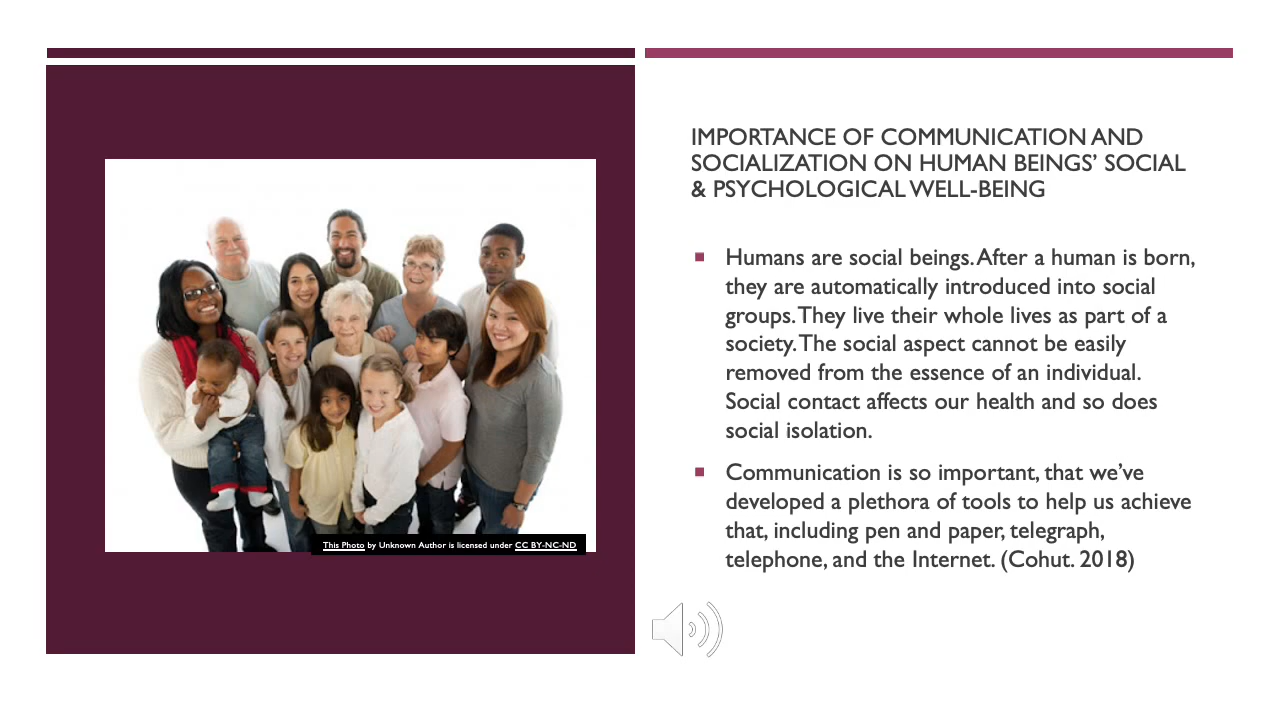 IMPORTANCE OF COMMUNICATION AND
SOCIALIZATION ON HUMAN BEINGS’ SOCIAL
& PSYCHOLOGICAL WELL-BEING
Humans are social beings. After a human is born,
they are automatically introduced into social
groups. They live their whole lives as part of a
society. The social aspect cannot be easily
removed from the essence of an individual.
Social contact affects our health and so does
social isolation.
Communication is so important, that we’ve
developed a plethora of tools to help us achieve
that, including pen and paper, telegraph,
telephone, and the Internet. (Cohut. 2018)
This Photo by Unknown Author is licensed under CC BY-NC-ND